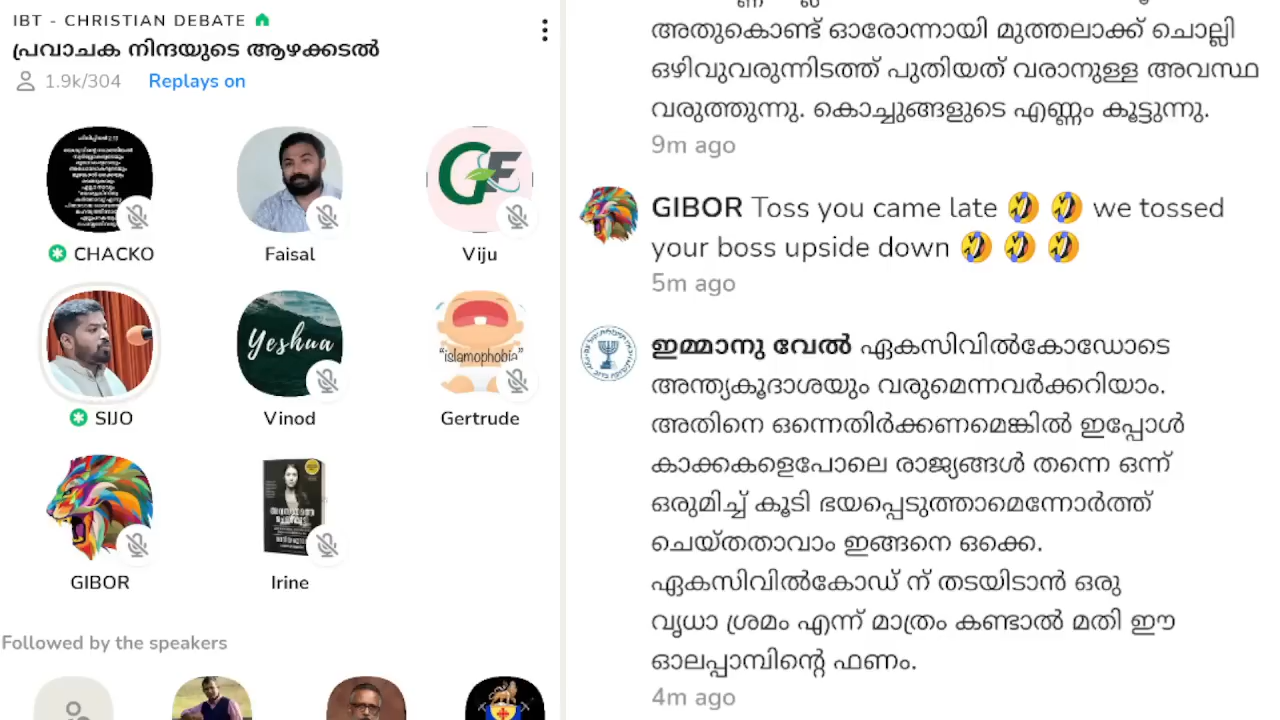 IBT - CHRISTIAN DEBATE
പ്രവാചക നിന്ദയുടെ ആഴക്കടൽ
1.9k/304 Replays on
CHACKO
Faisal
GF
Viju
SIJO
Yeshua
Vinod
"islamophobia"
Gertrude
GIBOR
Irine
Followed by the speakers
അതുകൊണ്ട് ഓരോന്നായി മുത്തലാക്ക് ചൊല്ലി
ഒഴിവുവരുന്നിടത്ത് പുതിയത് വരാനുള്ള അവസ്ഥ
വരുത്തുന്നു. കൊച്ചുങ്ങളുടെ എണ്ണം കൂട്ടുന്നു.
9m ago
GIBOR Toss you came late 🤣 🤣 we tossed
your boss upside down 🤣 🤣 🤣
5m ago
ഇമ്മാനു വേൽ ഏകസിവിൽകോഡോടെ
അന്ത്യകൂദാശയും വരുമെന്നവർക്കറിയാം.
അതിനെ ഒന്നെതിർക്കണമെങ്കിൽ ഇപ്പോൾ
കാക്കകളെപോലെ രാജ്യങ്ങൾ തന്നെ ഒന്ന്
ഒരുമിച്ച് കൂടി ഭയപ്പെടുത്താമെന്നോർത്ത്
ചെയ്തതാവാം ഇങ്ങനെ ഒക്കെ.
ഏകസിവിൽകോഡ് ന് തടയിടാൻ ഒരു
വൃധാ ശ്രമം എന്ന് മാത്രം കണ്ടാൽ മതി ഈ
ഓലപ്പാമ്പിന്റെ ഫണം.
4m ago